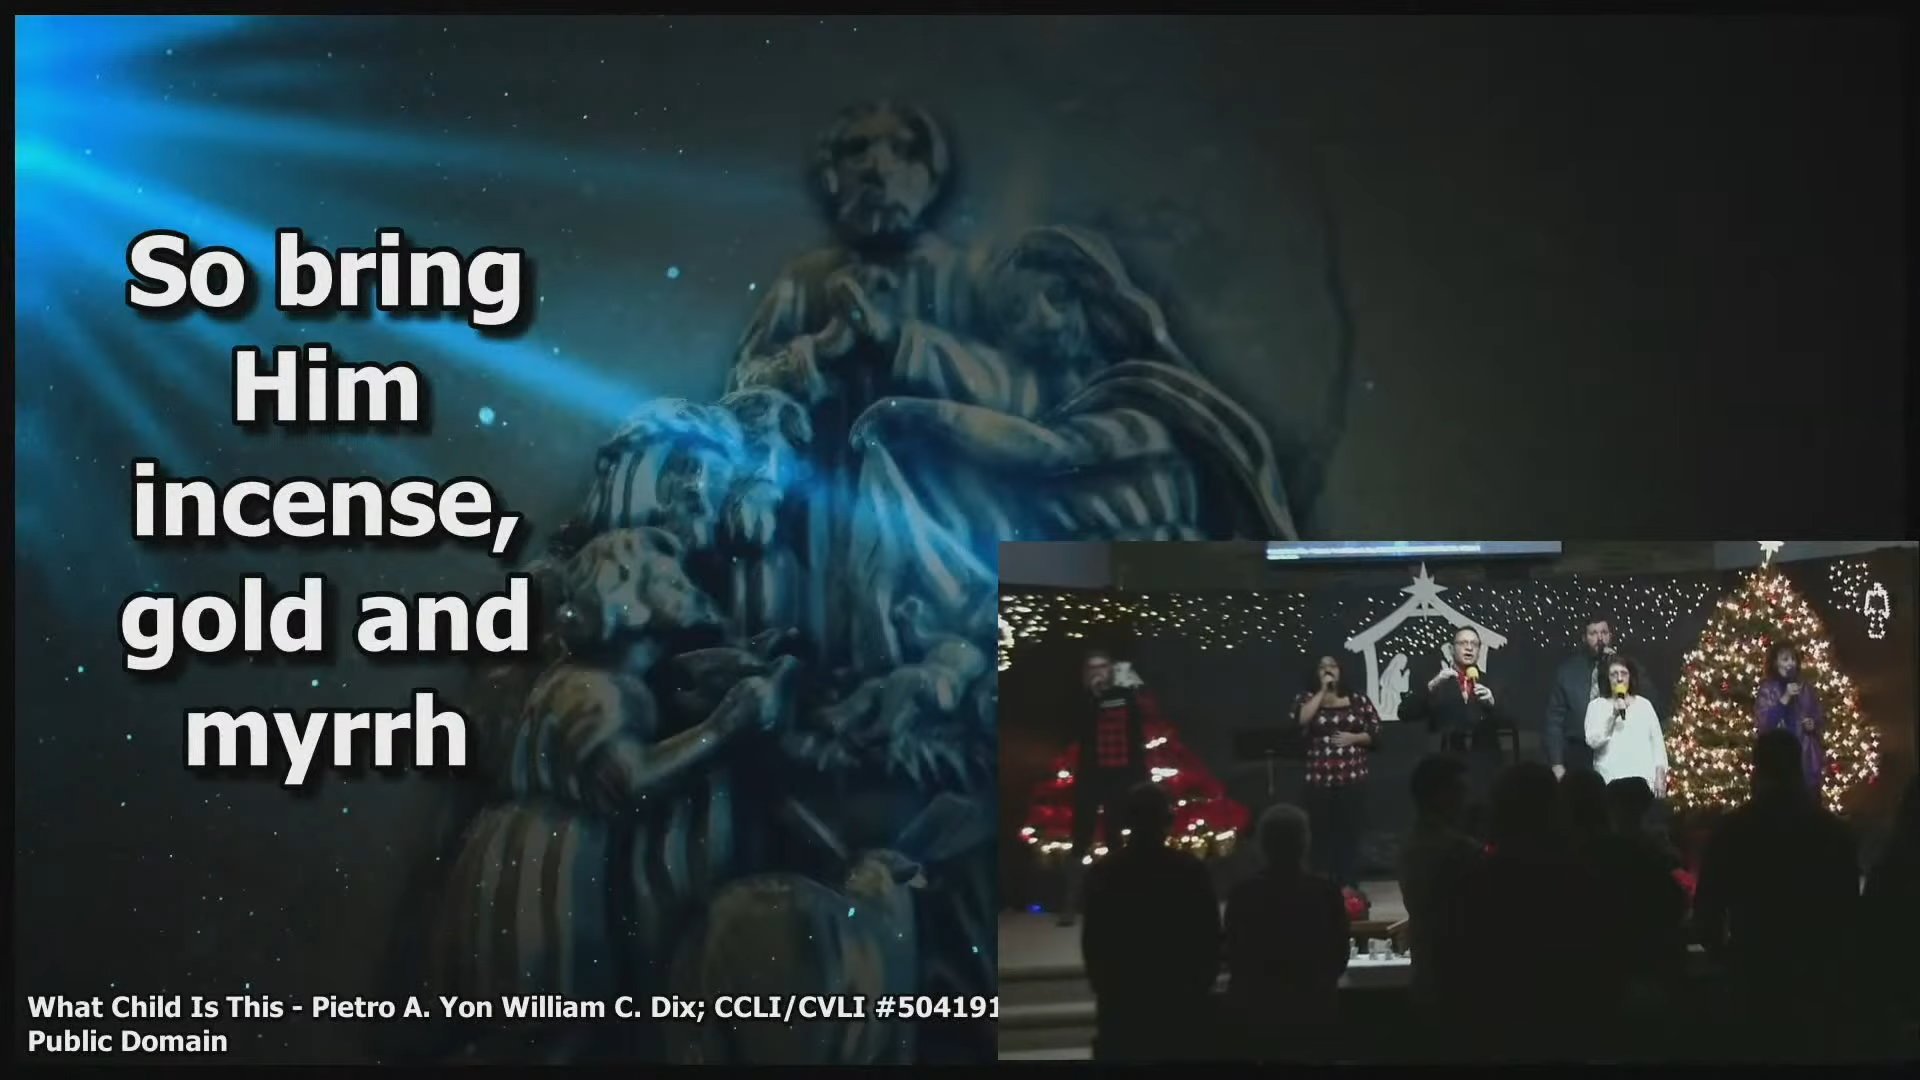 So bring
Him
incense,
gold and
myrrh
What Child Is This - Pietro A. Yon William C. Dix; CCLI/CVLI #504191
Public Domain